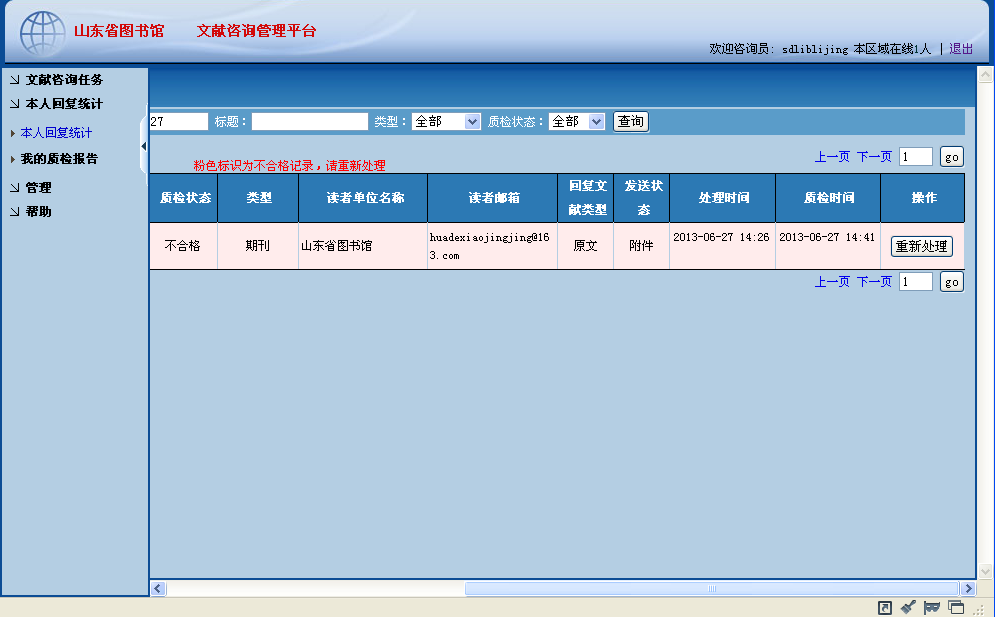 山东省图书馆 文献咨询管理平台
欢迎咨询员: sdliblijing 本区域在线1人 | 退出
文献咨询任务
本人回复统计
本人回复统计
我的质检报告
管理
帮助
27 标题: 类型: 全部 质检状态: 全部 查询
上一页 下一页 1 go
粉色标识为不合格记录，请重新处理
质检状态 类型 读者单位名称 读者邮箱 回复文献类型 发送状态 处理时间 质检时间 操作
不合格 期刊 山东省图书馆 huadexiaojingjing@163.com 原文 附件 2013-06-27 14:26 2013-06-27 14:41 重新处理
上一页 下一页 1 go